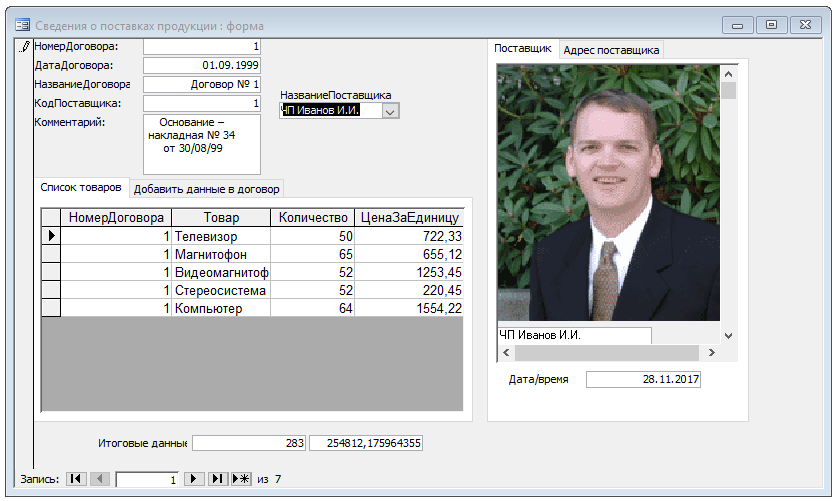 Сведения о поставках продукции : форма
НомерДоговора: 1
ДатаДоговора: 01.09.1999
НазваниеДоговора Договор № 1
КодПоставщика: 1
Комментарий: Основание –
накладная № 34
от 30/08/99
НазваниеПоставщика
ЧП Иванов И.И.
Список товаров Добавить данные в договор
НомерДоговора Товар Количество ЦенаЗаЕдиницу
1 Телевизор 50 722,33
1 Магнитофон 65 655,12
1 Видеомагнитоф 52 1253,45
1 Стереосистема 52 220,45
1 Компьютер 64 1554,22
Итоговые данные 283 254812,175964355
Поставщик Адрес поставщика
ЧП Иванов И.И.
Дата/время 28.11.2017
Запись: 1 из 7